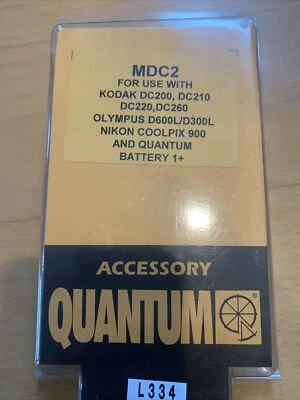 MDC2
FOR USE WITH
KODAK DC200, DC210
DC220,DC260
OLYMPUS D600L/D300L
NIKON COOLPIX 900
AND QUANTUM
BATTERY 1+
ACCESSORY
QUANTUM ®
L334